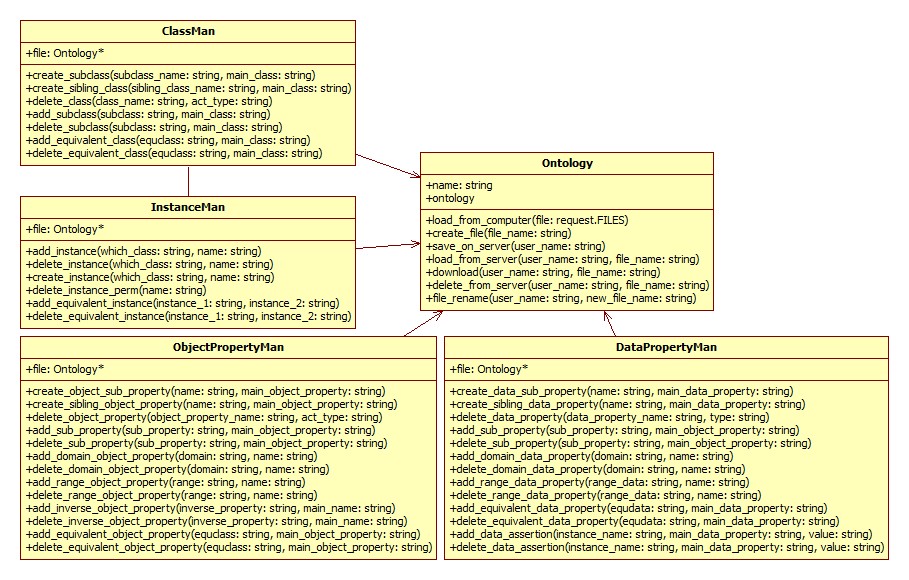 ClassMan
+file: Ontology*
+create_subclass(subclass_name: string, main_class: string)
+create_sibling_class(sibling_class_name: string, main_class: string)
+delete_class(class_name: string, act_type: string)
+add_subclass(subclass: string, main_class: string)
+delete_subclass(subclass: string, main_class: string)
+add_equivalent_class(equclass: string, main_class: string)
+delete_equivalent_class(equclass: string, main_class: string)
Ontology
+name: string
+ontology
+load_from_computer(file: request.FILES)
+create_file(file_name: string)
+save_on_server(user_name: string)
+load_from_server(user_name: string, file_name: string)
+download(user_name: string, file_name: string)
+delete_from_server(user_name: string, file_name: string)
+file_rename(user_name: string, new_file_name: string)
InstanceMan
+file: Ontology*
+add_instance(which_class: string, name: string)
+delete_instance(which_class: string, name: string)
+create_instance(which_class: string, name: string)
+delete_instance_perm(name: string)
+add_equivalent_instance(instance_1: string, instance_2: string)
+delete_equivalent_instance(instance_1: string, instance_2: string)
ObjectPropertyMan
+file: Ontology*
+create_object_sub_property(name: string, main_object_property: string)
+create_sibling_object_property(name: string, main_object_property: string)
+delete_object_property(object_property_name: string, act_type: string)
+add_sub_property(sub_property: string, main_object_property: string)
+delete_sub_property(sub_property: string, main_object_property: string)
+add_domain_object_property(domain: string, name: string)
+delete_domain_object_property(domain: string, name: string)
+add_range_object_property(range: string, name: string)
+delete_range_object_property(range: string, name: string)
+add_inverse_object_property(inverse_property: string, main_name: string)
+delete_inverse_object_property(inverse_property: string, main_name: string)
+add_equivalent_object_property(equclass: string, main_object_property: string)
+delete_equivalent_object_property(equclass: string, main_object_property: string)
DataPropertyMan
+file: Ontology*
+create_data_sub_property(name: string, main_data_property: string)
+create_sibling_data_property(name: string, main_data_property: string)
+delete_data_property(data_property_name: string, type: string)
+add_sub_property(sub_property: string, main_object_property: string)
+delete_sub_property(sub_property: string, main_object_property: string)
+add_domain_data_property(domain: string, name: string)
+delete_domain_data_property(domain: string, name: string)
+add_range_data_property(range_data: string, name: string)
+delete_range_data_property(range_data: string, name: string)
+add_equivalent_data_property(equdata: string, main_data_property: string)
+delete_equivalent_data_property(equdata: string, main_data_property: string)
+add_data_assertion(instance_name: string, main_data_property: string, value: string)
+delete_data_assertion(instance_name: string, main_data_property: string, value: string)